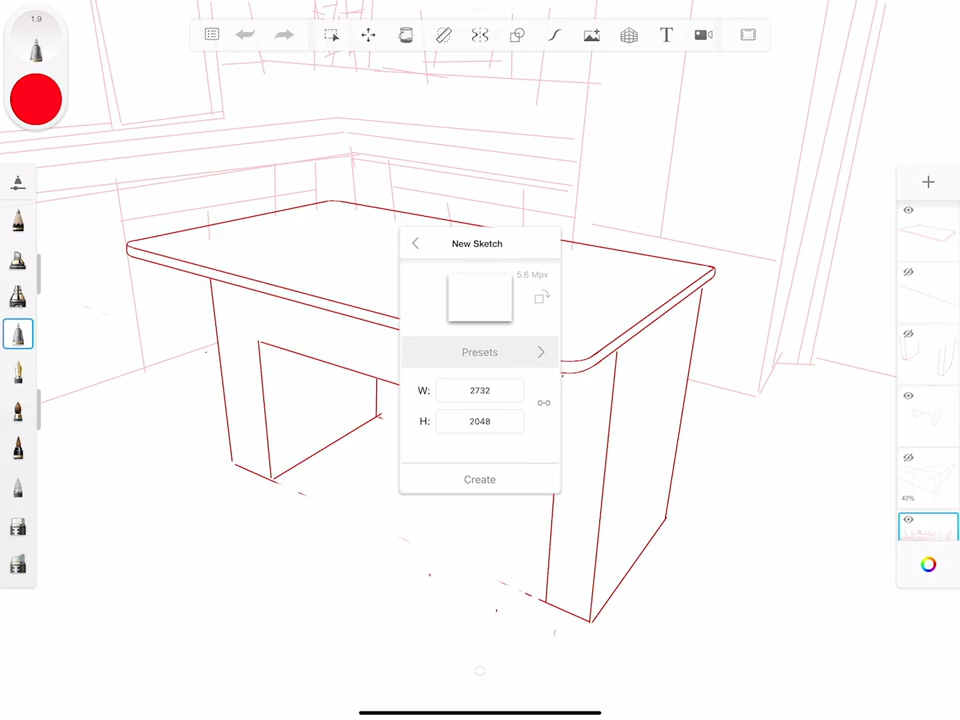 1.9
T
New Sketch
5.6 Mpx
Presets
W: 2732
H: 2048
Create
42%